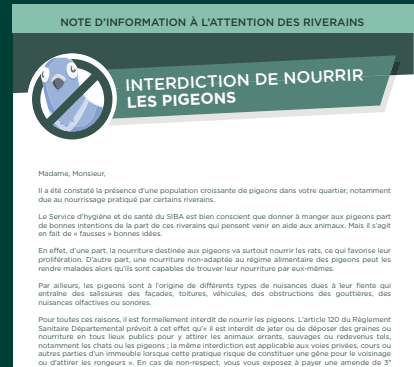 NOTE D'INFORMATION À L'ATTENTION DES RIVERAINS
INTERDICTION DE NOURRIR
LES PIGEONS
Madame, Monsieur,
Il a été constaté la présence d'une population croissante de pigeons dans votre quartier, notamment
due au nourrissage pratiqué par certains riverains.
Le Service d'hygiène et de santé du SIBA est bien conscient que donner à manger aux pigeons part
de bonnes intentions de la part de ces riverains qui pensent venir en aide aux animaux. Mais il s'agit
en fait de « fausses » bonnes idées.
En effet, d'une part, la nourriture destinée aux pigeons va surtout nourrir les rats, ce qui favorise leur
prolifération. D'autre part, une nourriture non-adaptée au régime alimentaire des pigeons peut les
rendre malades alors qu'ils sont capables de trouver leur nourriture par eux-mêmes.
Par ailleurs, les pigeons sont à l'origine de différents types de nuisances dues à leur fiente qui
entraîne des salissures des façades, toitures, véhicules, des obstructions des gouttières, des
nuisances olfactives ou sonores.
Pour toutes ces raisons, il est formellement interdit de nourrir les pigeons. L'article 120 du Règlement
Sanitaire Départemental prévoit à cet effet qu'« il est interdit de jeter ou de déposer des graines ou
nourriture en tous lieux publics pour y attirer les animaux errants, sauvages ou redevenus tels,
notamment les chats ou les pigeons ; la même interdiction est applicable aux voies privées, cours ou
autres parties d'un immeuble lorsque cette pratique risque de constituer une gêne pour le voisinage
ou d'attirer les rongeurs ». En cas de non-respect, vous vous exposez à payer une amende de 3°